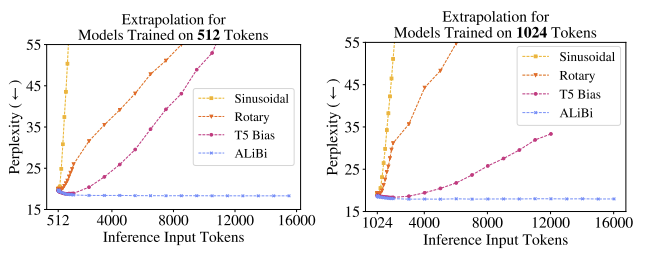 Extrapolation for
Models Trained on 512 Tokens
55
45
35
25
15
Perplexity (←)
Sinusoidal
Rotary
T5 Bias
ALiBi
512
4000
8000
12000
16000
Inference Input Tokens
Extrapolation for
Models Trained on 1024 Tokens
55
45
35
25
15
Perplexity (←)
Sinusoidal
Rotary
T5 Bias
ALiBi
1024
4000
8000
12000
16000
Inference Input Tokens